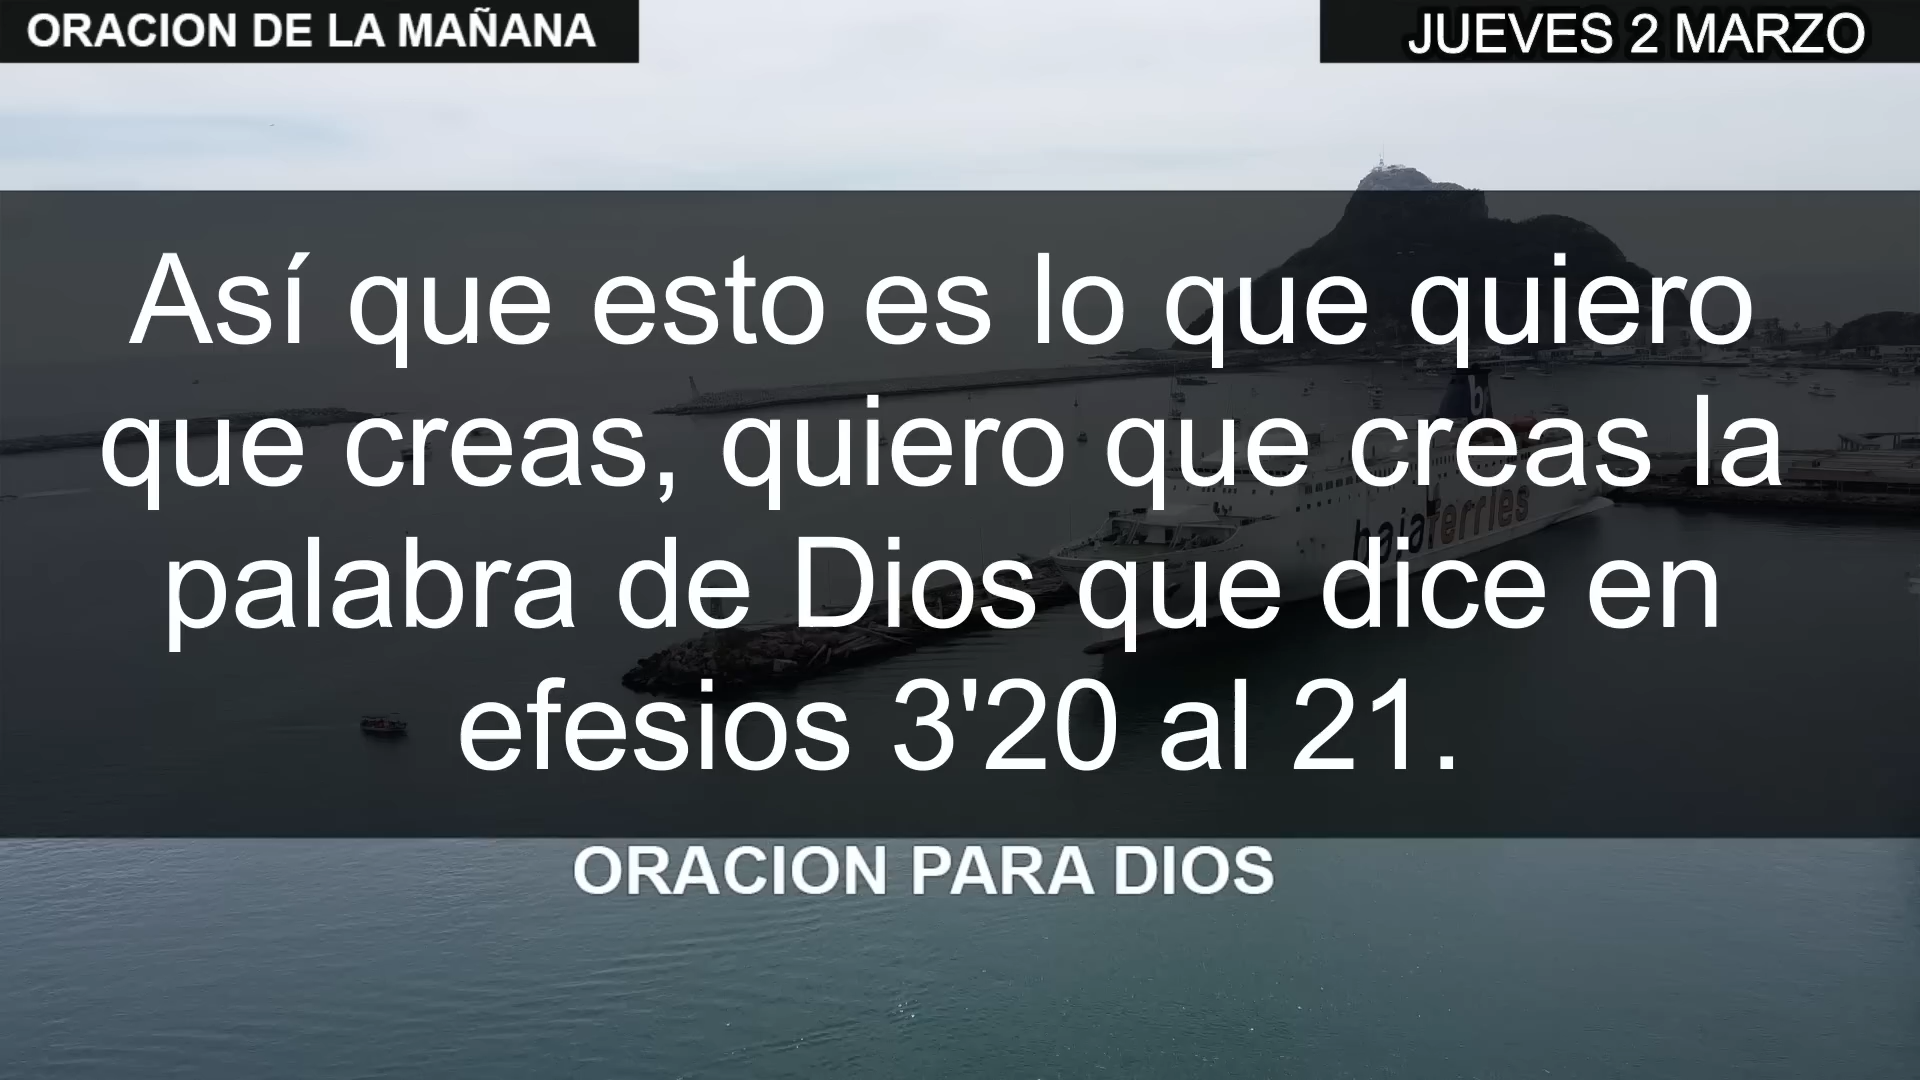 ORACION DE LA MAÑANA
JUEVES 2 MARZO
Así que esto es lo que quiero
que creas, quiero que creas la
palabra de Dios que dice en
efesios 3'20 al 21.
bajaferries
ORACION PARA DIOS